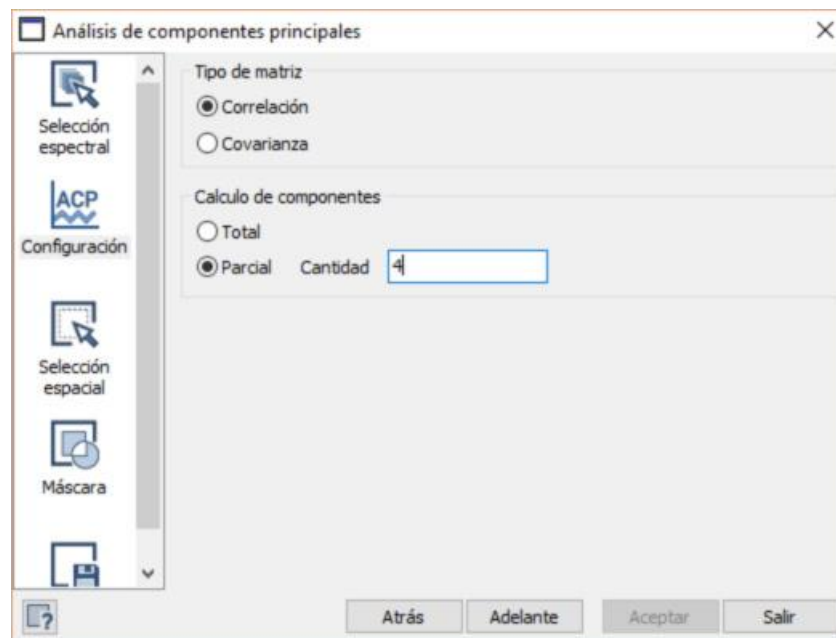 Análisis de componentes principales
Selección
espectral
ACP
Configuración
Selección
espacial
Máscara
Tipo de matriz
Correlación
Covarianza
Calculo de componentes
Total
Parcial Cantidad 4
?
Atrás Adelante Aceptar Salir